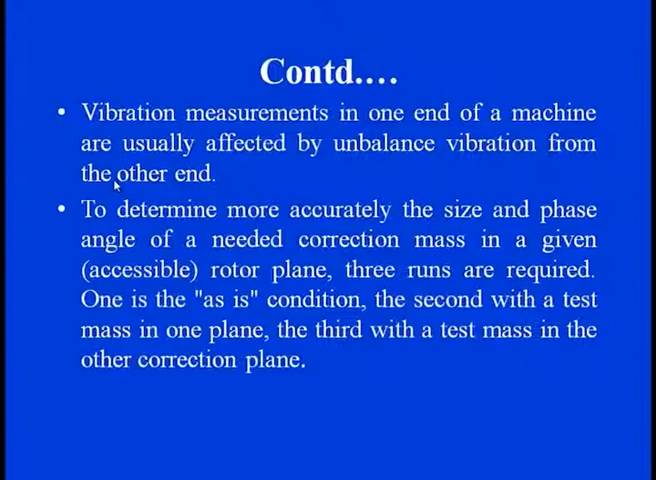 Contd.…
• Vibration measurements in one end of a machine
are usually affected by unbalance vibration from
the other end.
• To determine more accurately the size and phase
angle of a needed correction mass in a given
(accessible) rotor plane, three runs are required.
One is the "as is" condition, the second with a test
mass in one plane, the third with a test mass in the
other correction plane.